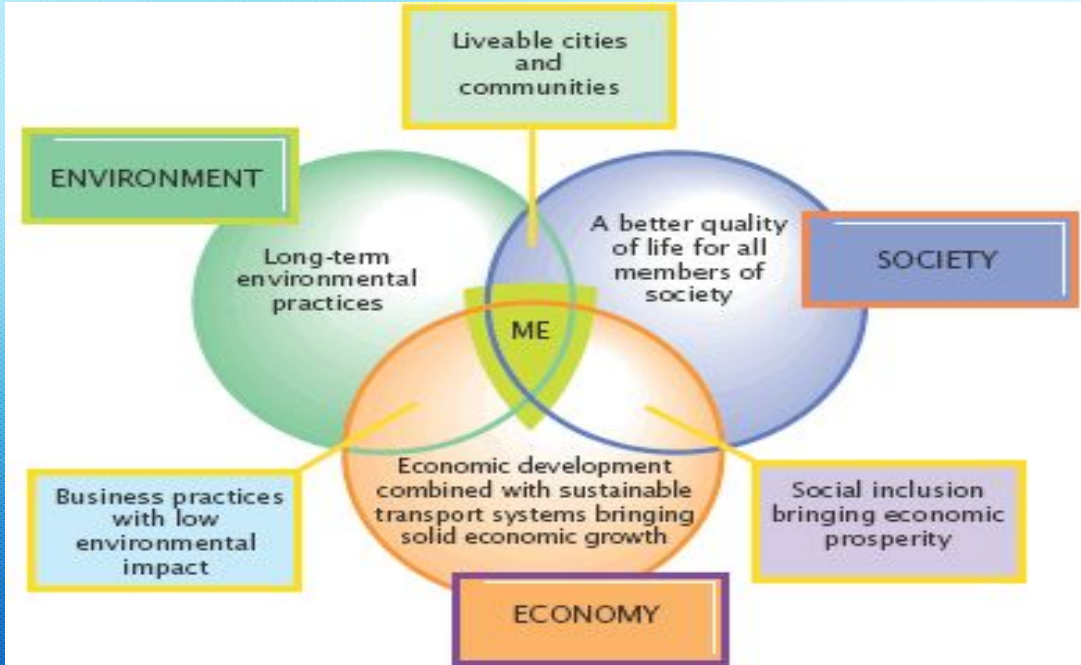 Liveable cities
and
communities
ENVIRONMENT
Long-term
environmental
practices
A better quality
of life for all
members of
society
SOCIETY
ME
Business practices
with low
environmental
impact
Economic development
combined with sustainable
transport systems bringing
solid economic growth
Social inclusion
bringing economic
prosperity
ECONOMY